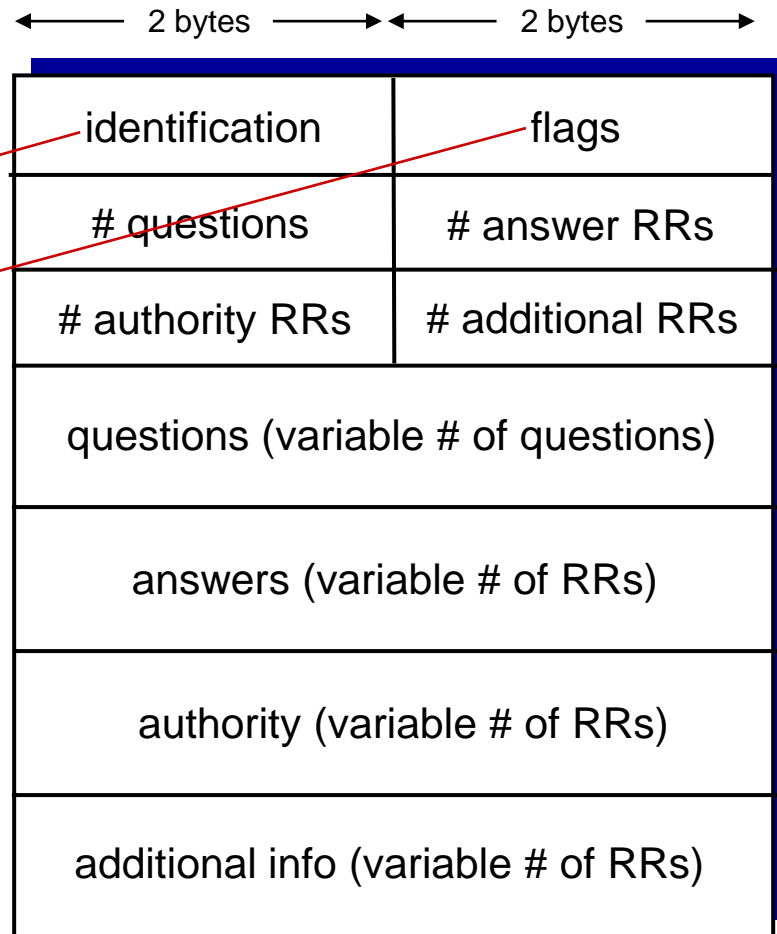 2 bytes 2 bytes
identification flags
# questions # answer RRs
# authority RRs # additional RRs
questions (variable # of questions)
answers (variable # of RRs)
authority (variable # of RRs)
additional info (variable # of RRs)